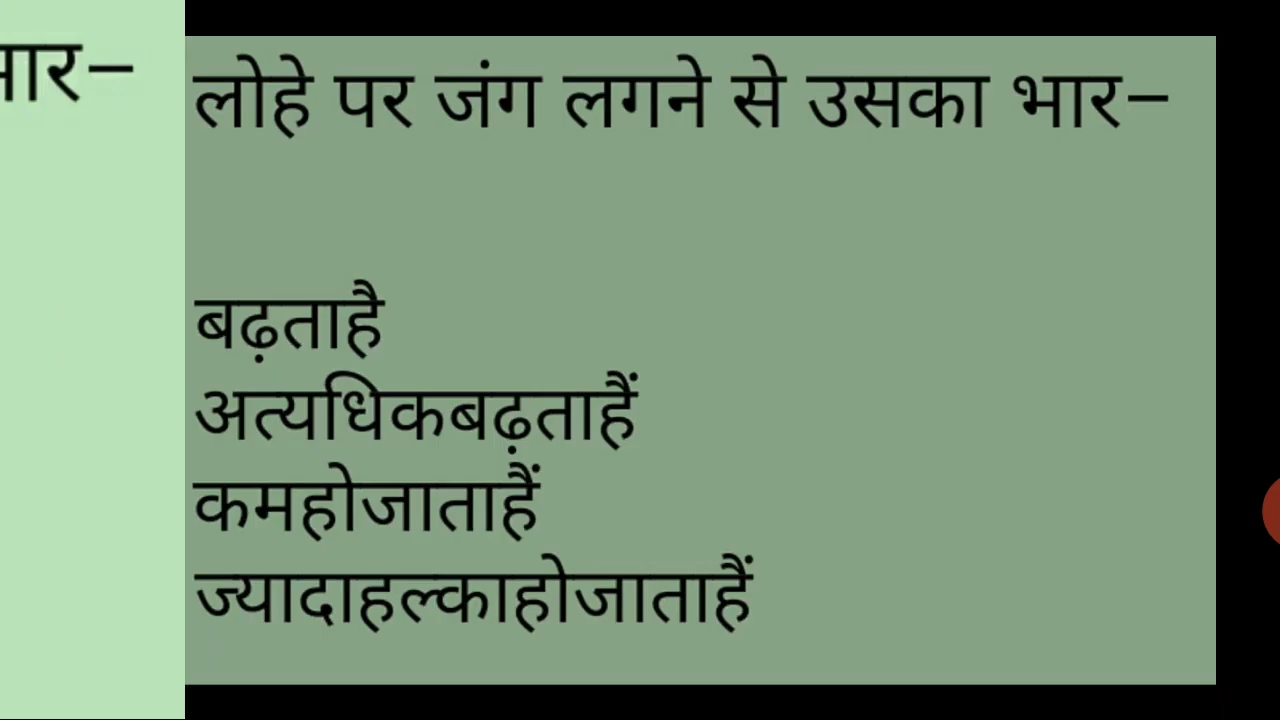 भार−
लोहे पर जंग लगने से उसका भार−
बढ़ताहै
अत्यधिकबढ़ताहैं
कमहोजाताहैं
ज्यादाहल्काहोजाताहैं